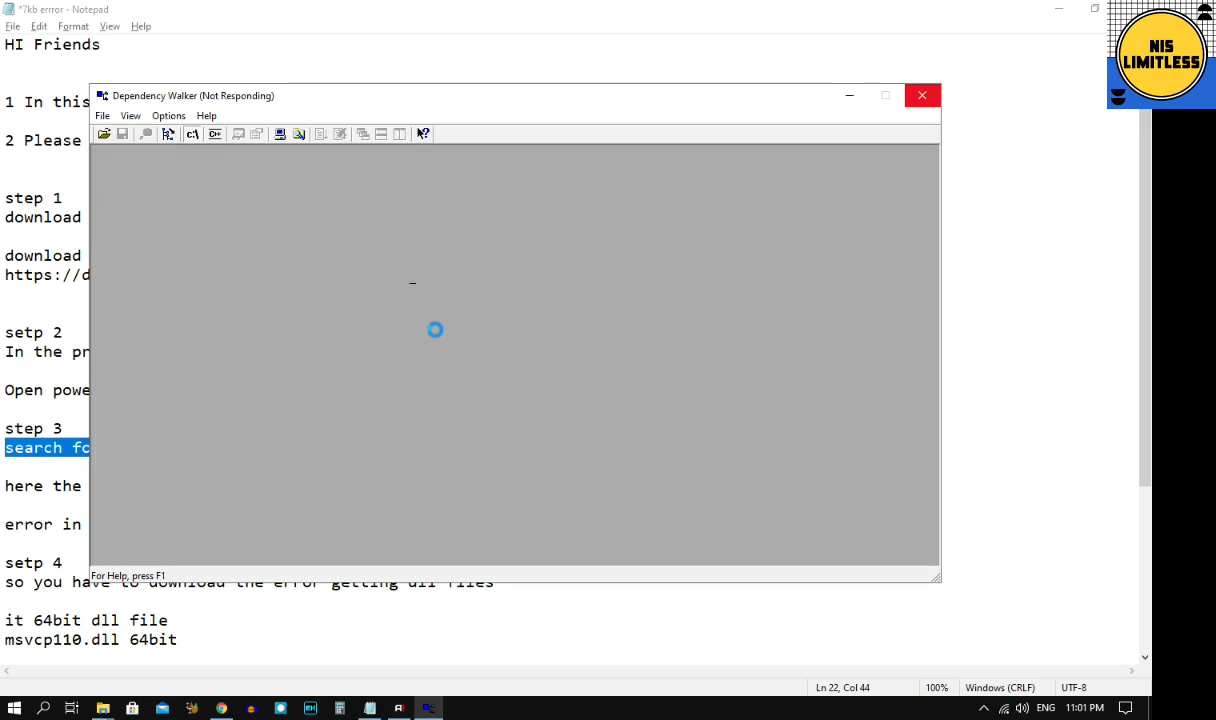 *7kb errror - Notepad
File Edit Format View Help
NIS
LIMITLESS
HI Friends
1 In this
2 Please
step 1
download
download
https://d
setp 2
In the pr
Open powe
step 3
search fo
here the
error in
setp 4
so you have to download the error getting dll files
it 64bit dll file
msvcp110.dll 64bit
Dependency Walker (Not Responding)
File View Options Help
c:\ C++
For Help, press F1
Ln 22, Col 44 100% Windows (CRLF) UTF-8
ENG 11:01 PM